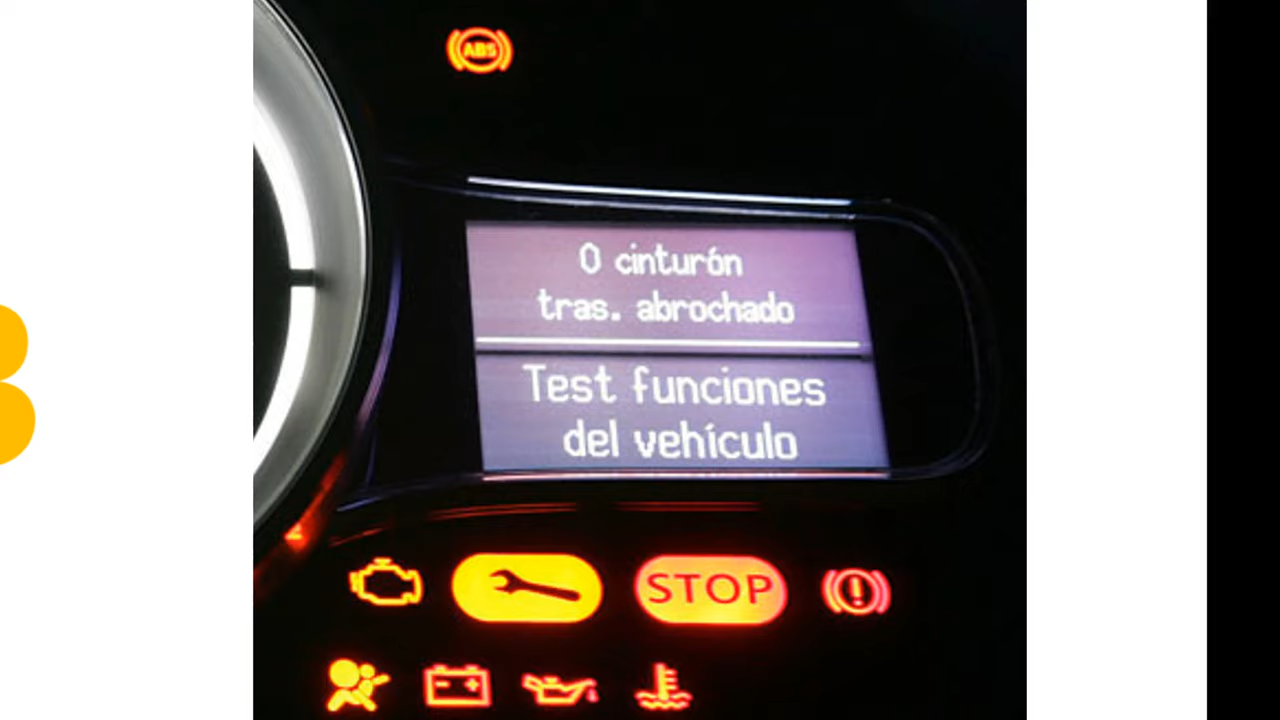 ABS
0 cinturón
tras. abrochado
Test funciones
del vehículo
STOP